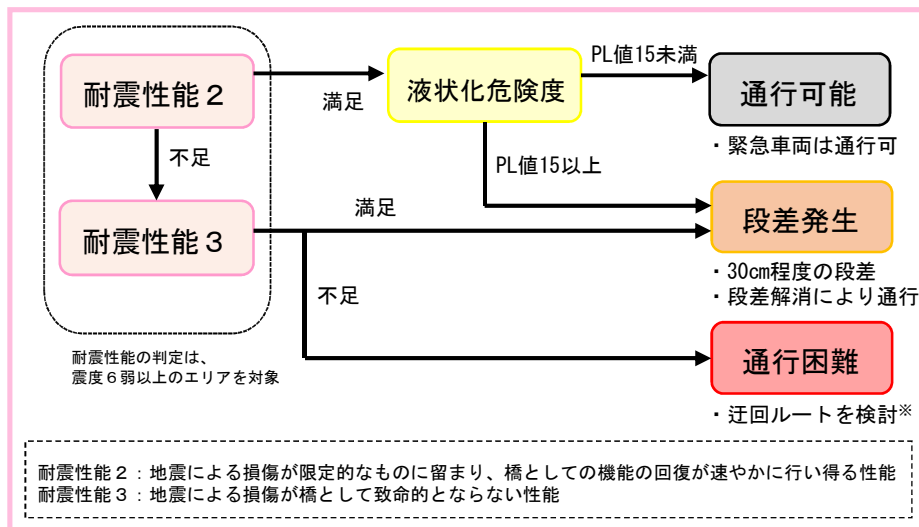 耐震性能２
満足
液状化危険度
PL値15未満
通行可能
・緊急車両は通行可
不足
PL値15以上
耐震性能３
満足
段差発生
・30cm程度の段差
・段差解消により通行
不足
耐震性能の判定は、
震度６弱以上のエリアを対象
通行困難
・迂回ルートを検討※
耐震性能２：地震による損傷が限定的なものに留まり、橋としての機能の回復が速やかに行い得る性能
耐震性能３：地震による損傷が橋として致命的とならない性能